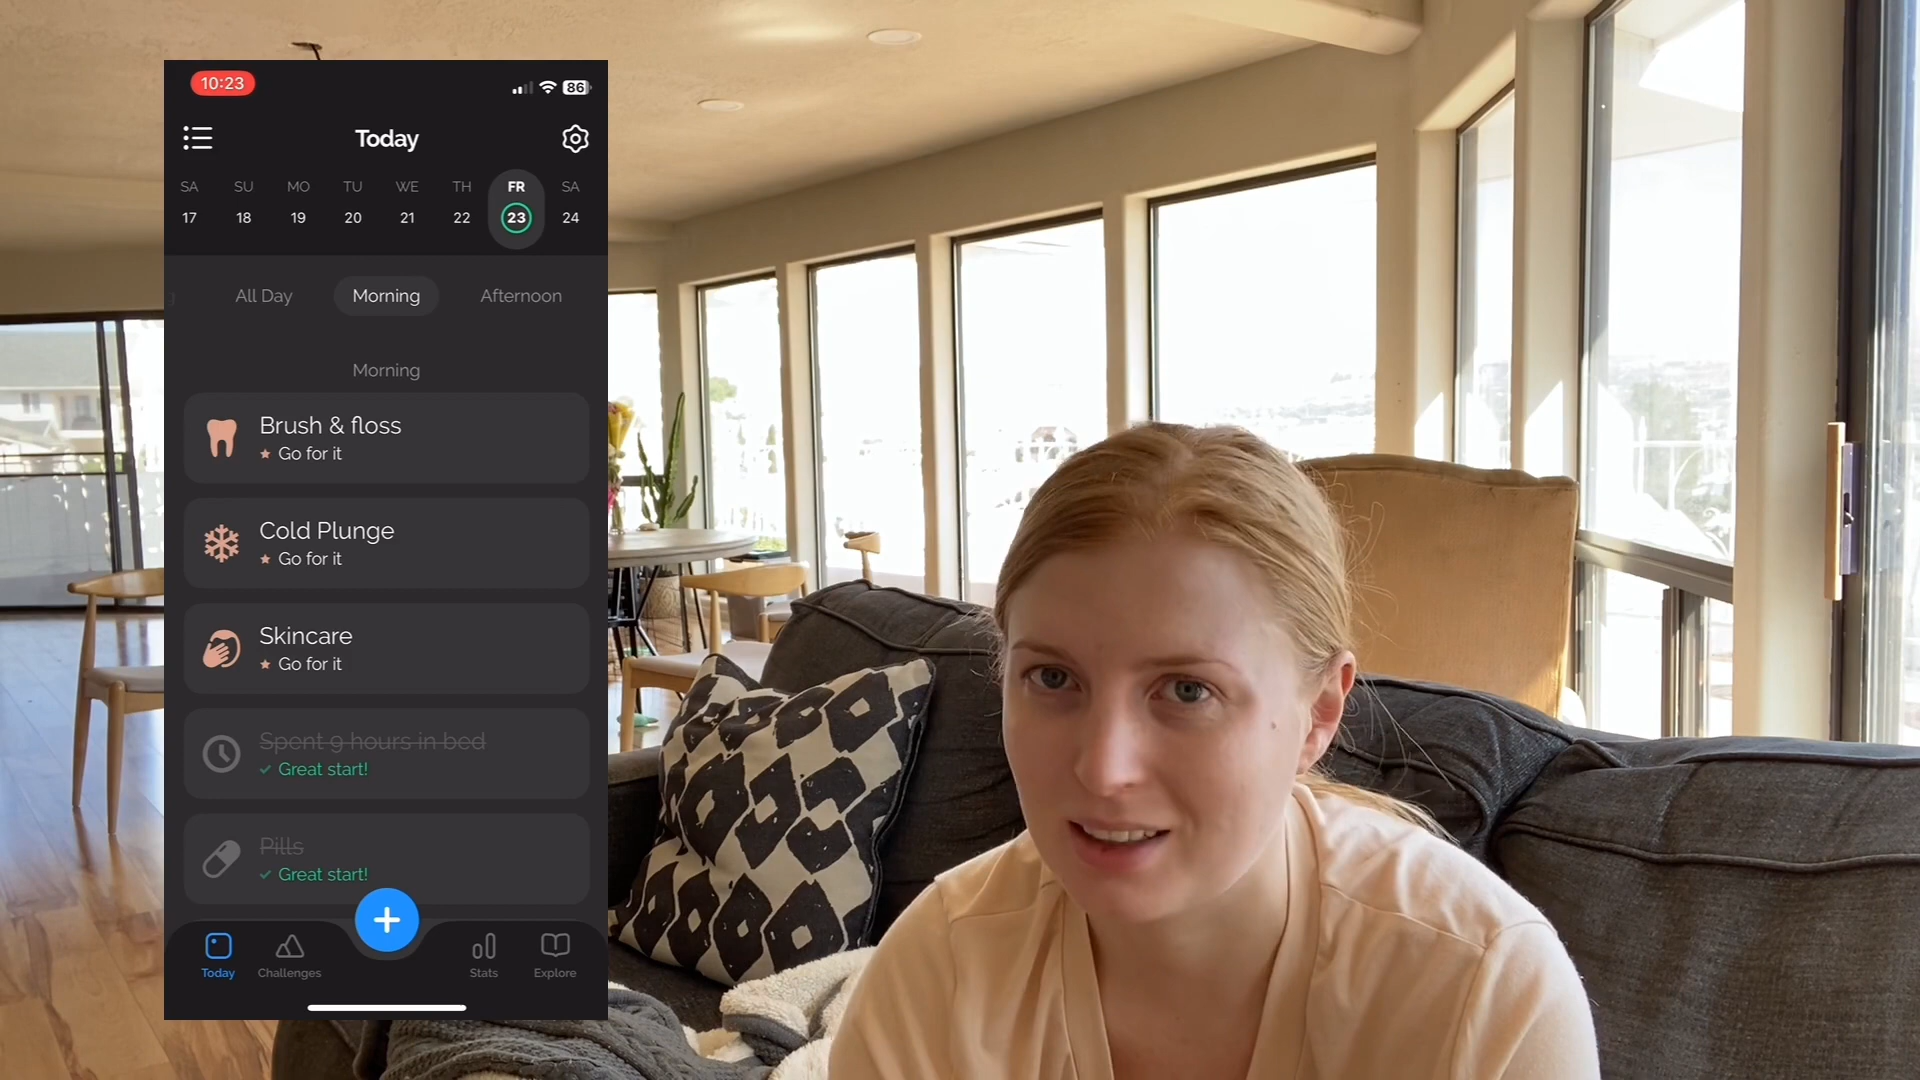 10:23
86
Today
SA SU MO TU WE TH FR SA
17 18 19 20 21 22 23 24
All Day Morning Afternoon
Morning
Brush & floss
Go for it
Cold Plunge
Go for it
Skincare
Go for it
Spent 9 hours in bed
Great start!
Pills
Great start!
Today Challenges Stats Explore